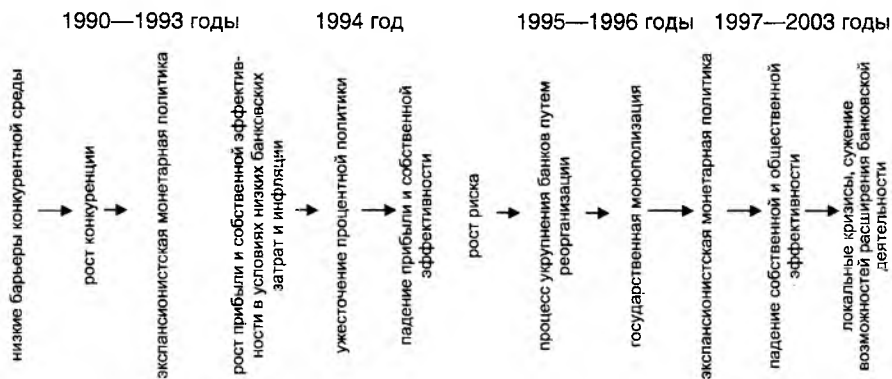 1990—1993 годы
1994 год
1995—1996 годы
1997—2003 годы
низкие барьеры конкурентной среды
рост конкуренции
экспансионистская монетарная политика
рост прибыли и собственной эффектив-
ности в условиях низких банковских
затрат и инфляции
ужесточение процентной политики
падение прибыли и собственной
эффективности
рост риска
процесс укрупнения банков путем
реорганизации
государственная монополизация
экспансионистская монетарная политика
падение собственной и общественной
эффективности
локальные кризисы, сужение
возможностей расширения банковской
деятельности